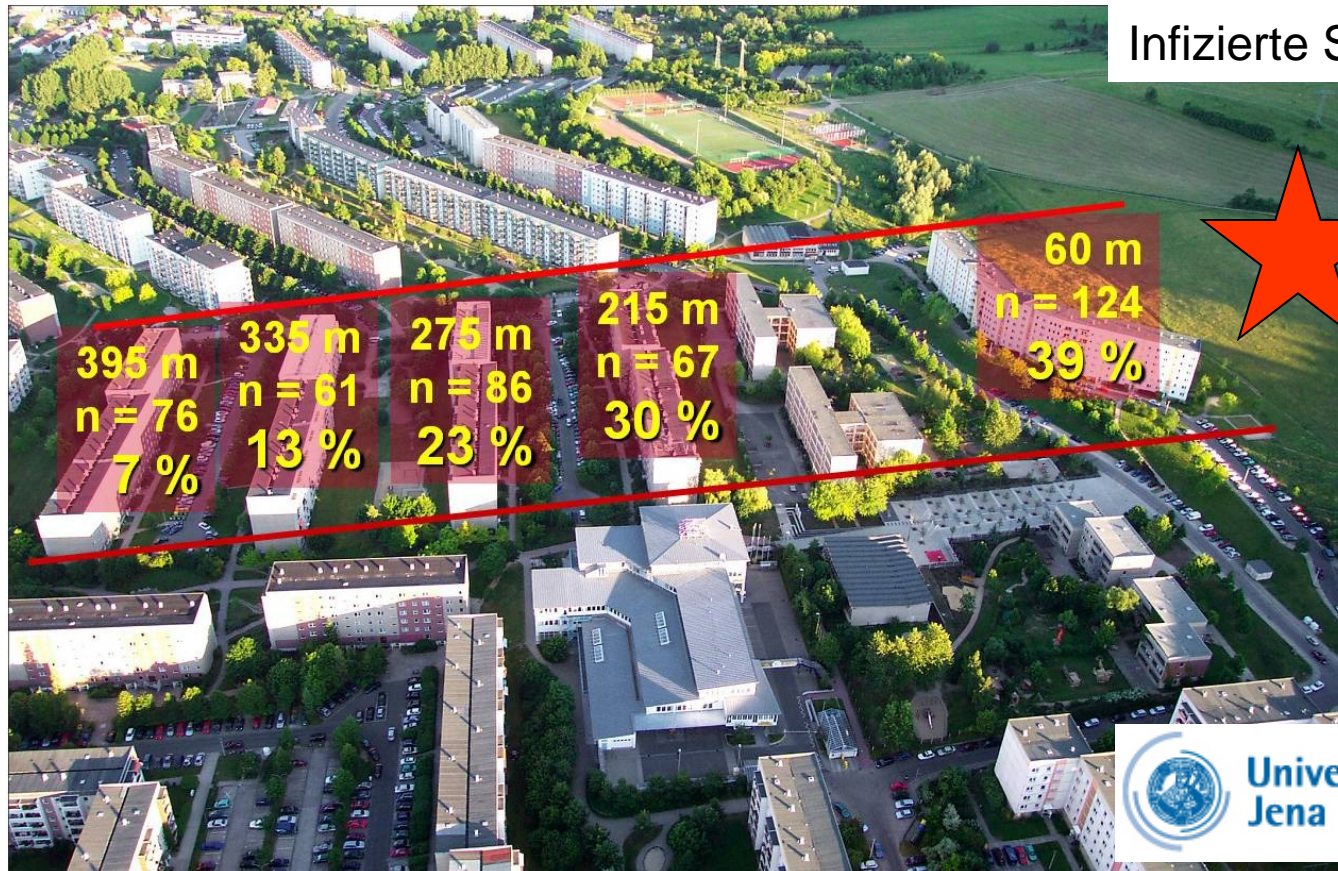 Infizierte S
60 m
n = 124
39 %
215 m
n = 67
30 %
275 m
n = 86
23 %
335 m
n = 61
13 %
395 m
n = 76
7 %
Unive
Jena